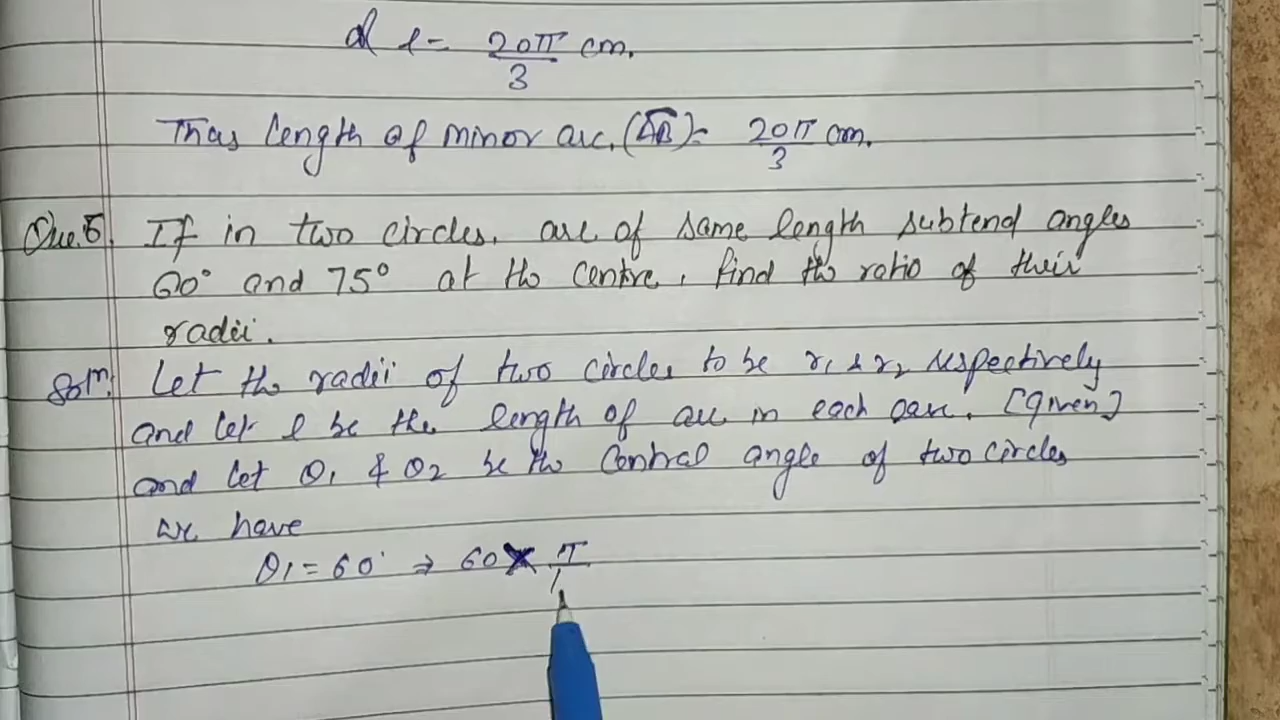 l = 20π/3 cm.
Thus length of minor arc. (AB) = 20π/3 cm.
Que.5. If in two circles. arc of same length subtend angles
60° and 75° at the centre, find the ratio of their
radii.
Solⁿ: Let the radii of two circles to be r₁ & r₂ respectively
and let l be the length of arc in each case. [given]
and let θ₁ & θ₂ be the Central angle of two circles
we have
θ₁ = 60° ⇒ 60 × π/1